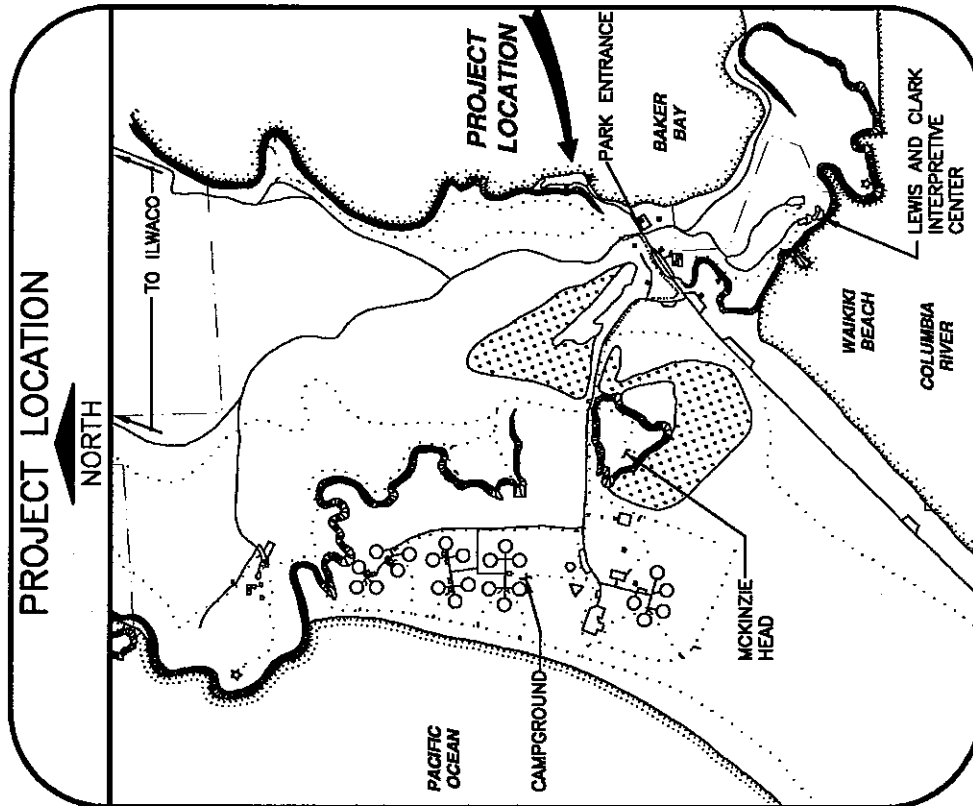 PROJECT LOCATION
NORTH
TO ILWACO
PROJECT
LOCATION
PARK ENTRANCE
BAKER
BAY
LEWIS AND CLARK
INTERPRETIVE
CENTER
WAIKIKI
BEACH
COLUMBIA
RIVER
MCKINZIE
HEAD
CAMPGROUND
PACIFIC
OCEAN